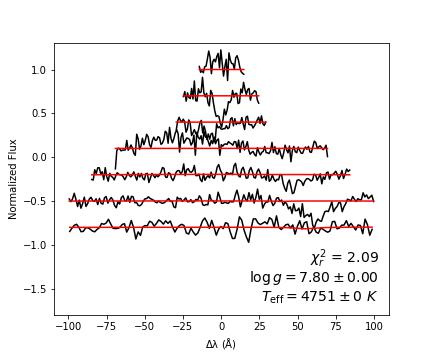 Normalized Flux
1.0
0.5
0.0
−0.5
−1.0
−1.5
χ²ᵣ = 2.09
log g = 7.80 ± 0.00
T_eff = 4751 ± 0 K
−100 −75 −50 −25 0 25 50 75 100
Δλ (Å)